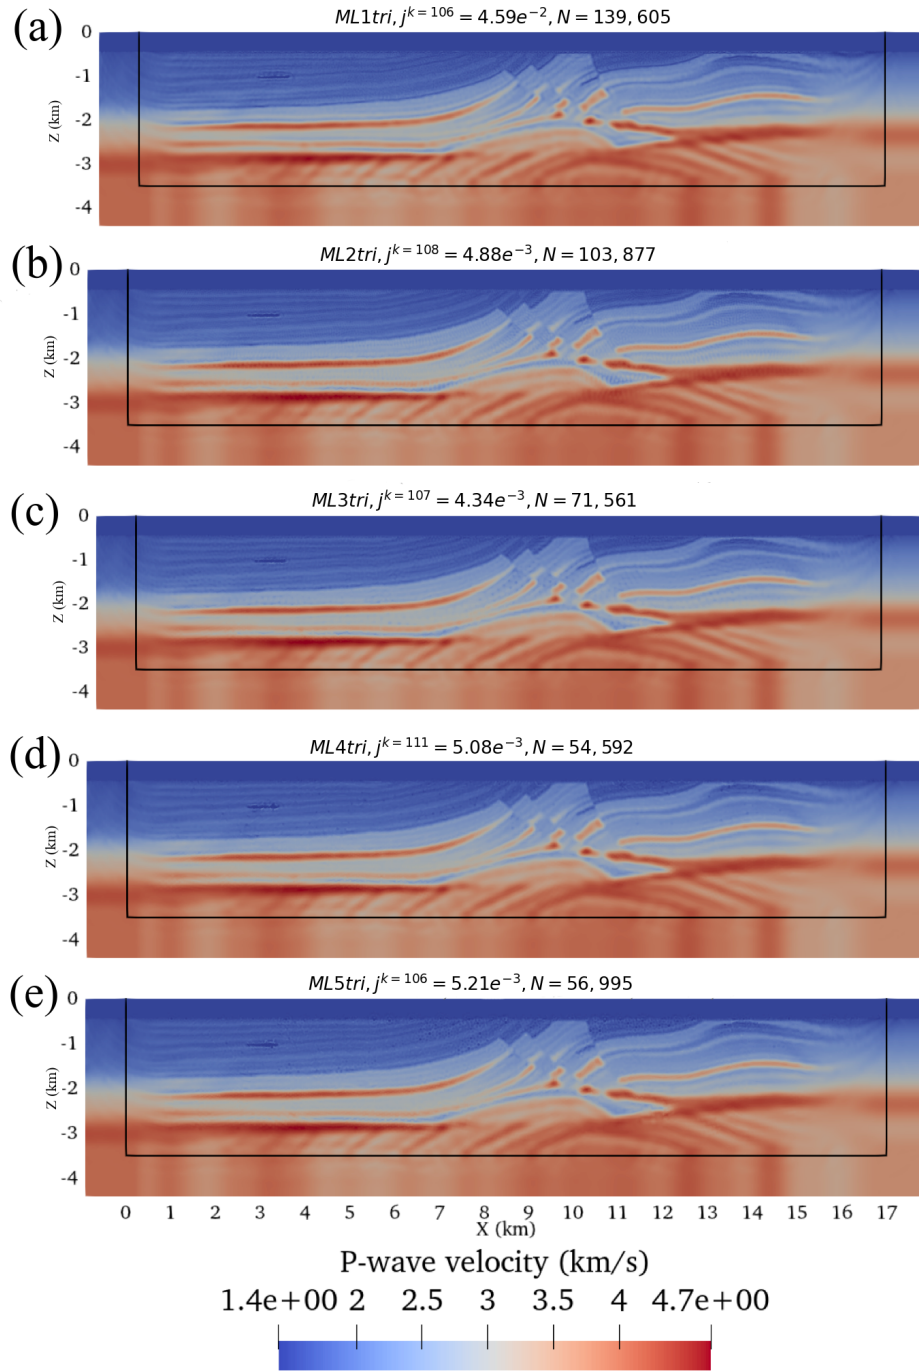 (a)
ML1tri, j^{k=106} = 4.59e^{-2}, N = 139, 605
0
-1
-2
-3
-4
Z (km)
(b)
ML2tri, j^{k=108} = 4.88e^{-3}, N = 103, 877
0
-1
-2
-3
-4
Z (km)
(c)
ML3tri, j^{k=107} = 4.34e^{-3}, N = 71, 561
0
-1
-2
-3
-4
Z (km)
(d)
ML4tri, j^{k=111} = 5.08e^{-3}, N = 54, 592
0
-1
-2
-3
-4
Z (km)
(e)
ML5tri, j^{k=106} = 5.21e^{-3}, N = 56, 995
0
-1
-2
-3
-4
Z (km)
0 1 2 3 4 5 6 7 8 9 10 11 12 13 14 15 16 17
X (km)
P-wave velocity (km/s)
1.4e+00 2 2.5 3 3.5 4 4.7e+00